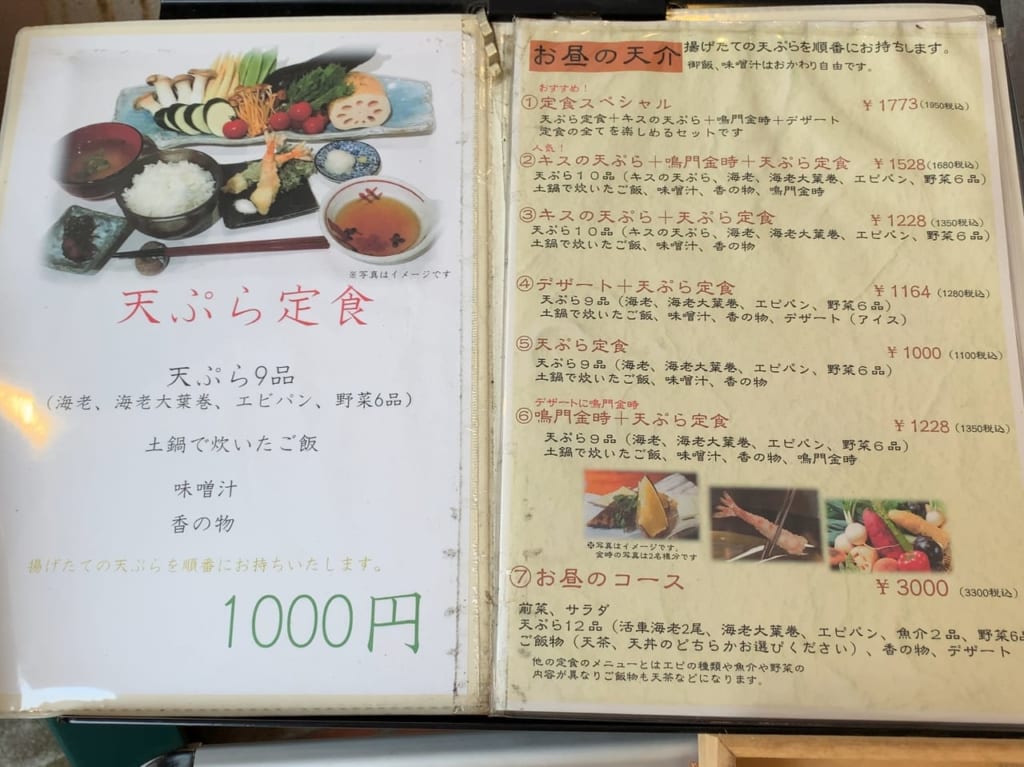 ※写真はイメージです
天ぷら定食
天ぷら9品
（海老、海老大葉巻、エビパン、野菜6品）
土鍋で炊いたご飯
味噌汁
香の物
揚げたての天ぷらを順番にお持ちいたします。
1000円
お昼の天介 揚げたての天ぷらを順番にお持ちします。
御飯、味噌汁はおかわり自由です。
おすすめ！
①定食スペシャル ￥1773(1950税込)
天ぷら定食＋キスの天ぷら＋鳴門金時＋デザート
定食の全てを楽しめるセットです
人気！
②キスの天ぷら＋鳴門金時＋天ぷら定食 ￥1528(1680税込)
天ぷら１０品（キスの天ぷら、海老、海老大葉巻、エビパン、野菜６品）
土鍋で炊いたご飯、味噌汁、香の物、鳴門金時
③キスの天ぷら＋天ぷら定食 ￥1228(1350税込)
天ぷら１０品（キスの天ぷら、海老、海老大葉巻、エビパン、野菜６品）
土鍋で炊いたご飯、味噌汁、香の物
④デザート＋天ぷら定食 ￥1164(1280税込)
天ぷら９品（海老、海老大葉巻、エビパン、野菜６品）
土鍋で炊いたご飯、味噌汁、香の物、デザート（アイス）
⑤天ぷら定食 ￥1000(1100税込)
天ぷら９品（海老、海老大葉巻、エビパン、野菜６品）
土鍋で炊いたご飯、味噌汁、香の物
デザートに鳴門金時
⑥鳴門金時＋天ぷら定食 ￥1228(1350税込)
天ぷら９品（海老、海老大葉巻、エビパン、野菜６品）
土鍋で炊いたご飯、味噌汁、香の物、鳴門金時
※写真はイメージです。
金時の写真は2名様分です
⑦お昼のコース ￥3000 (3300税込)
前菜、サラダ
天ぷら１２品（活車海老2尾、海老大葉巻、エビパン、魚介２品、野菜6品
ご飯物（天茶、天丼のどちらかお選びください）、香の物、デザート
他の定食のメニューとはエビの種類や魚介や野菜の
内容が異なりご飯物も天茶などになります。